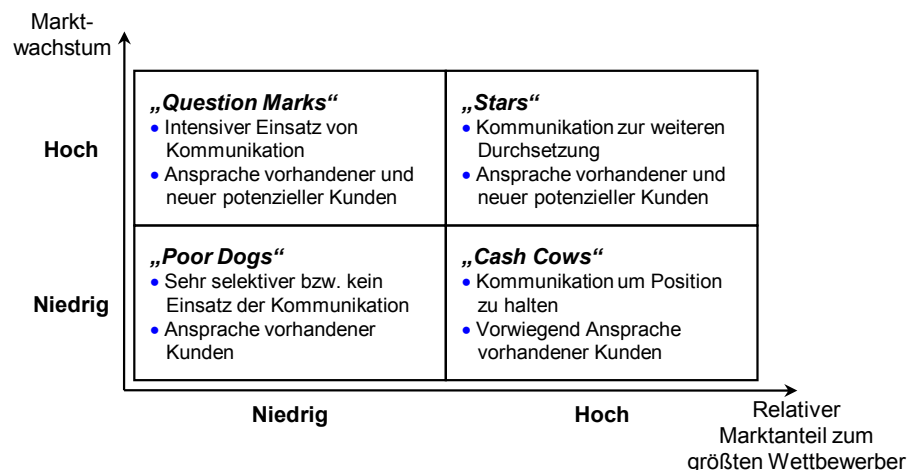 Markt-
wachstum
Hoch
„Question Marks“
• Intensiver Einsatz von
Kommunikation
• Ansprache vorhandener und
neuer potenzieller Kunden
„Stars“
• Kommunikation zur weiteren
Durchsetzung
• Ansprache vorhandener und
neuer potenzieller Kunden
Niedrig
„Poor Dogs“
• Sehr selektiver bzw. kein
Einsatz der Kommunikation
• Ansprache vorhandener
Kunden
„Cash Cows“
• Kommunikation um Position
zu halten
• Vorwiegend Ansprache
vorhandener Kunden
Niedrig
Hoch
Relativer
Marktanteil zum
größten Wettbewerber